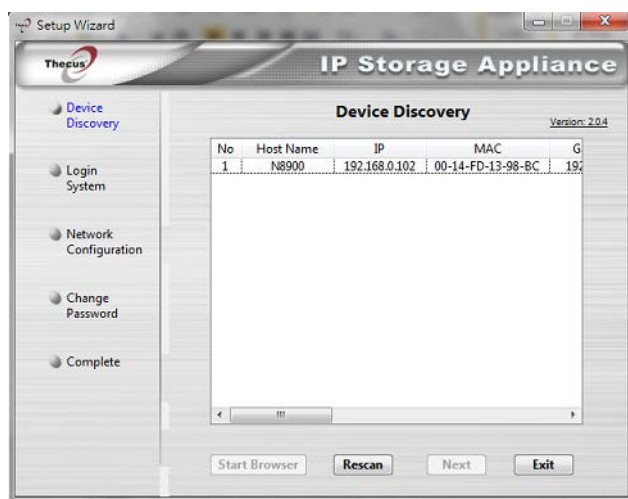 Setup Wizard
Thecus
IP Storage Appliance
Device Discovery
Login System
Network Configuration
Change Password
Complete
Device Discovery
Version: 2.0.4
No Host Name IP MAC G
1 N8900 192.168.0.102 00-14-FD-13-98-BC 192
Start Browser Rescan Next Exit